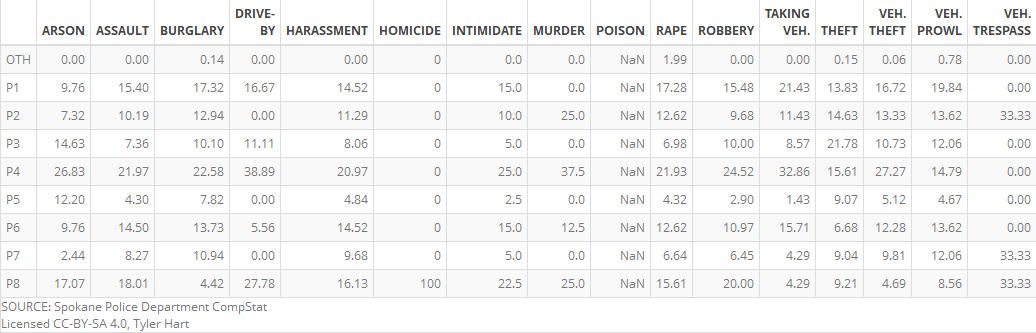 ARSON ASSAULT BURGLARY DRIVE-BY HARASSMENT HOMICIDE INTIMIDATE MURDER POISON RAPE ROBBERY TAKING VEH. THEFT VEH. THEFT VEH. PROWL VEH. TRESPASS
OTH 0.00 0.00 0.14 0.00 0.00 0 0.0 0.0 NaN 1.99 0.00 0.00 0.15 0.06 0.78 0.00
P1 9.76 15.40 17.32 16.67 14.52 0 15.0 0.0 NaN 17.28 15.48 21.43 13.83 16.72 19.84 0.00
P2 7.32 10.19 12.94 0.00 11.29 0 10.0 25.0 NaN 12.62 9.68 11.43 14.63 13.33 13.62 33.33
P3 14.63 7.36 10.10 11.11 8.06 0 5.0 0.0 NaN 6.98 10.00 8.57 21.78 10.73 12.06 0.00
P4 26.83 21.97 22.58 38.89 20.97 0 25.0 37.5 NaN 21.93 24.52 32.86 15.61 27.27 14.79 0.00
P5 12.20 4.30 7.82 0.00 4.84 0 2.5 0.0 NaN 4.32 2.90 1.43 9.07 5.12 4.67 0.00
P6 9.76 14.50 13.73 5.56 14.52 0 15.0 12.5 NaN 12.62 10.97 15.71 6.68 12.28 13.62 0.00
P7 2.44 8.27 10.94 0.00 9.68 0 5.0 0.0 NaN 6.64 6.45 4.29 9.04 9.81 12.06 33.33
P8 17.07 18.01 4.42 27.78 16.13 100 22.5 25.0 NaN 15.61 20.00 4.29 9.21 4.69 8.56 33.33
SOURCE: Spokane Police Department CompStat
Licensed CC-BY-SA 4.0, Tyler Hart